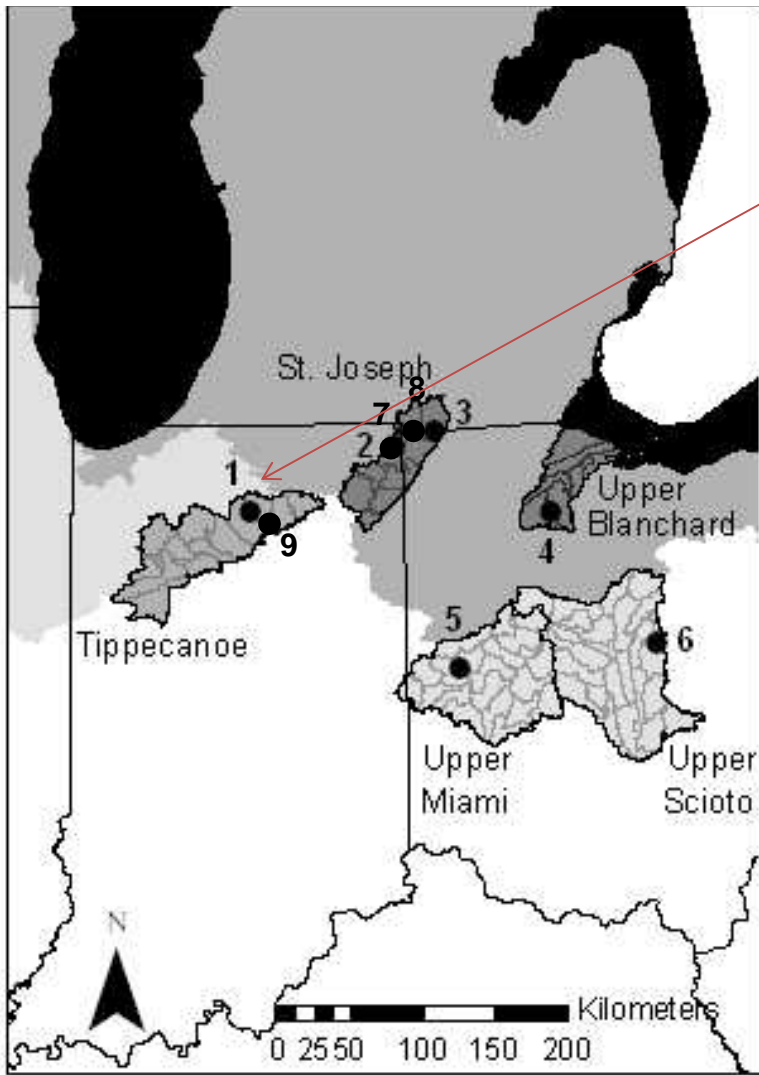 St. Joseph
8
7
3
2
1
9
Upper
Blanchard
4
Tippecanoe
5
6
Upper
Miami
Upper
Scioto
N
Kilometers
0 25 50 100 150 200